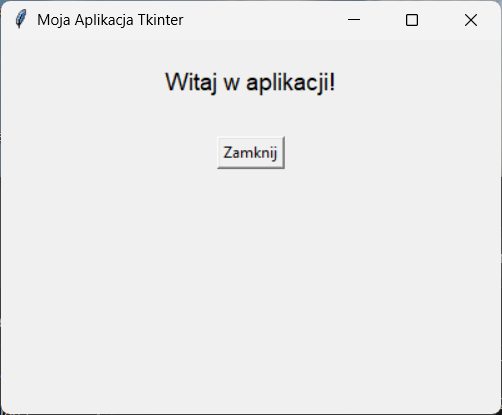 Moja Aplikacja Tkinter
Witaj w aplikacji!
Zamknij